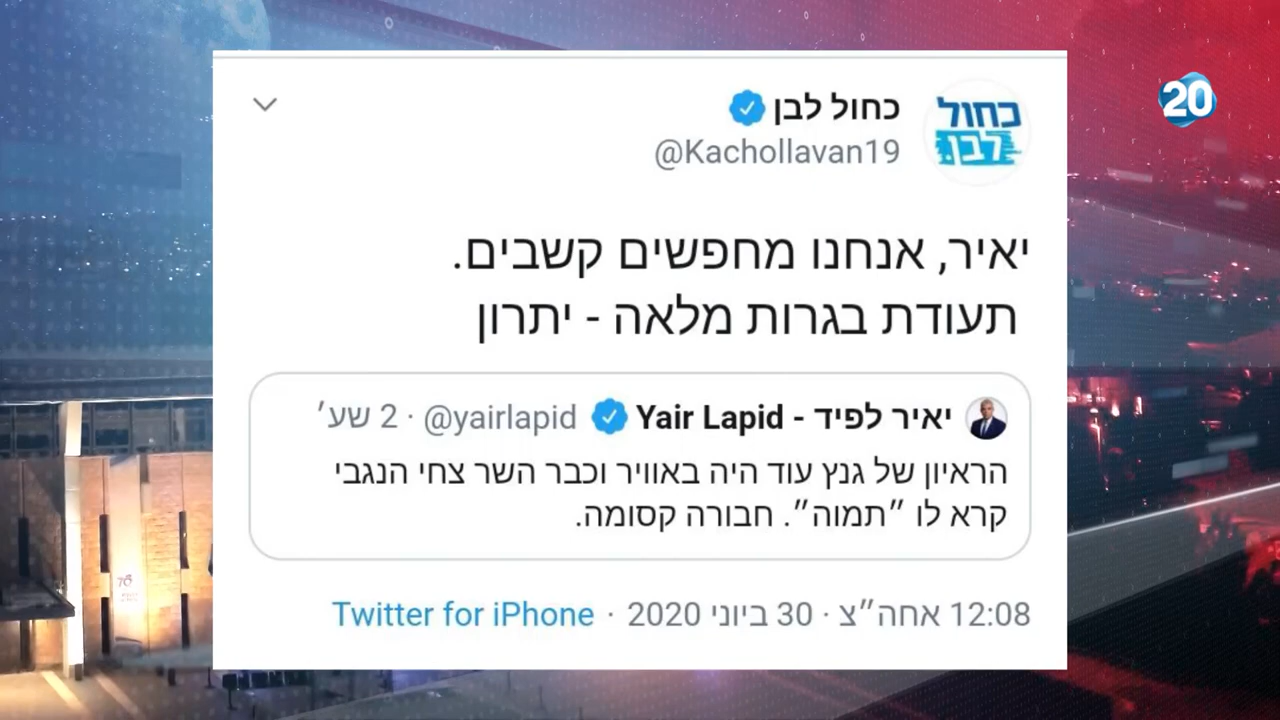 20
כחול לבן
@Kachollavan19
כחול
לבן
יאיר, אנחנו מחפשים קשבים.
תעודת בגרות מלאה - יתרון
יאיר לפיד - Yair Lapid @yairlapid · 2 שע׳
הראיון של גנץ עוד היה באוויר וכבר השר צחי הנגבי
קרא לו ״תמוה״. חבורה קסומה.
12:08 אחה״צ · 30 ביוני 2020 · Twitter for iPhone